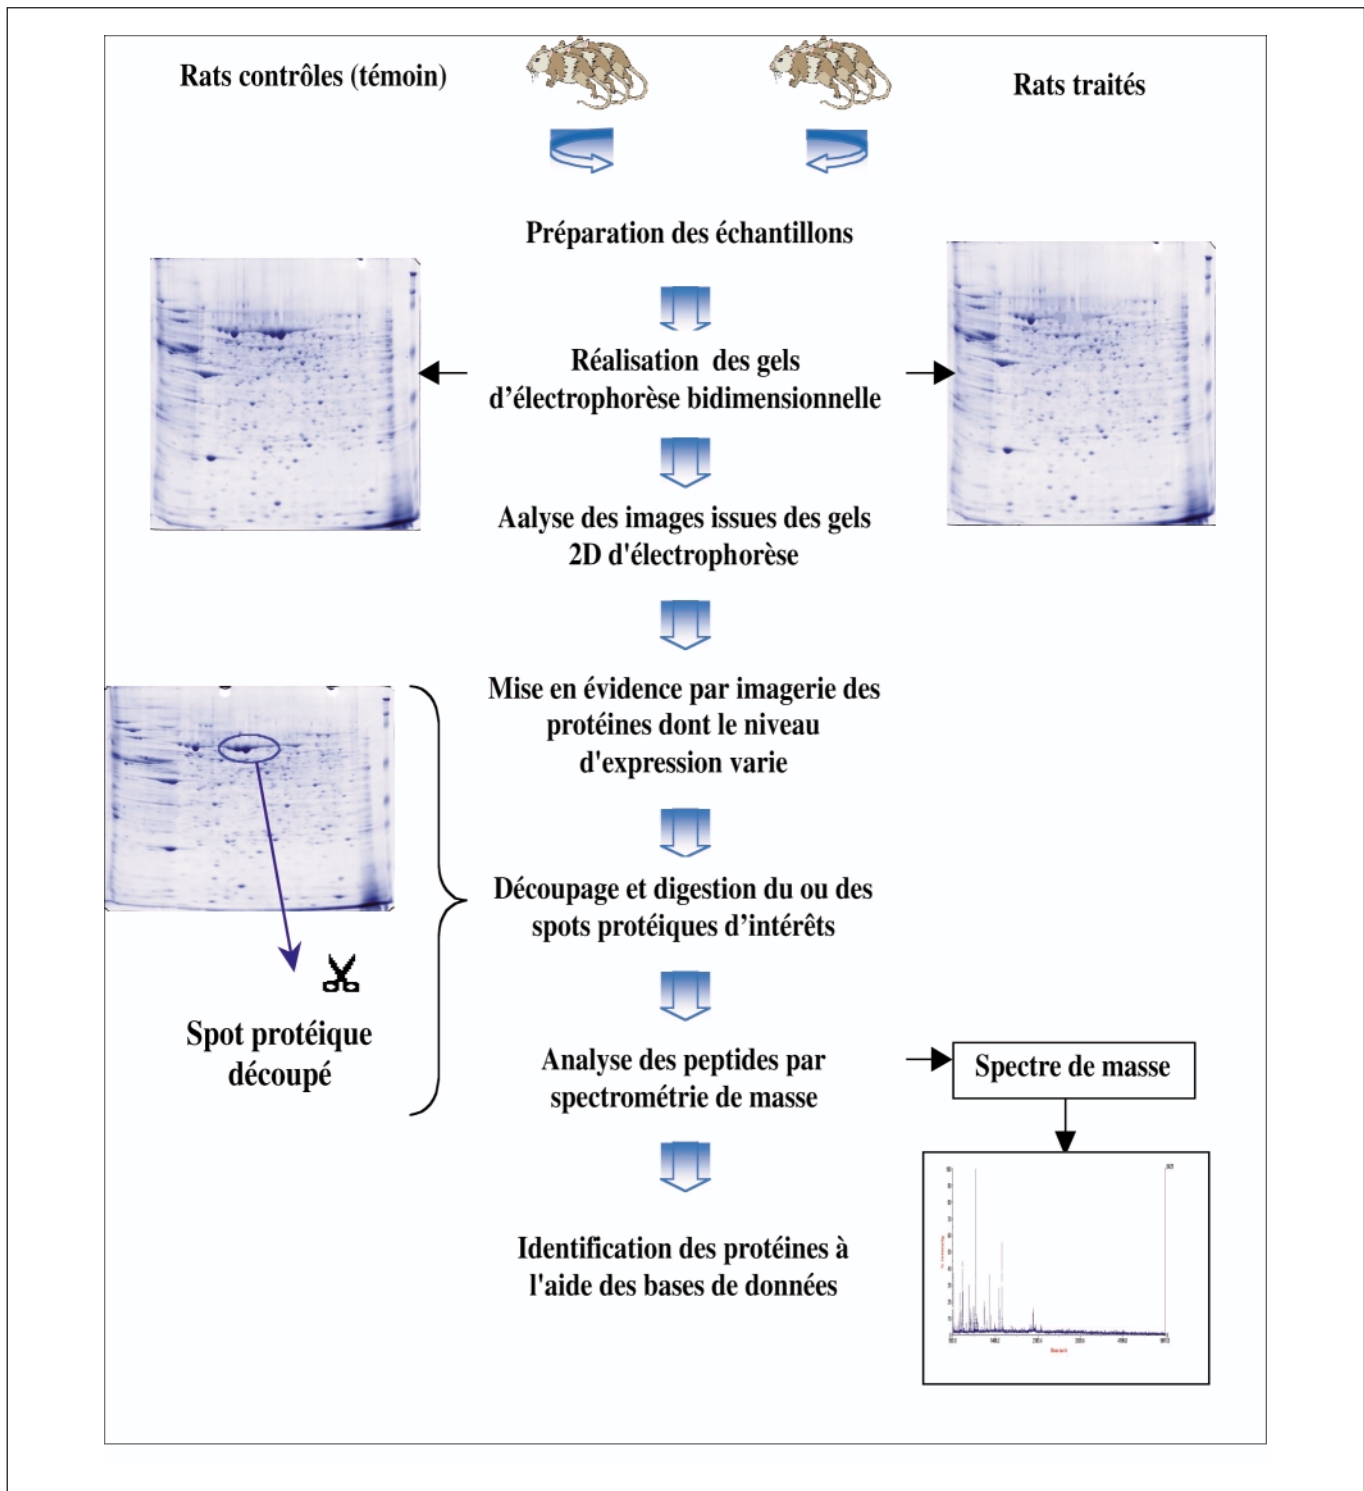 Rats contrôles (témoin)
Rats traités
Préparation des échantillons
Réalisation des gels
d'électrophorèse bidimensionnelle
Aalyse des images issues des gels
2D d'électrophorèse
Mise en évidence par imagerie des
protéines dont le niveau
d'expression varie
Découpage et digestion du ou des
spots protéiques d'intérêts
Spot protéique
découpé
Analyse des peptides par
spectrométrie de masse
Spectre de masse
Identification des protéines à
l'aide des bases de données